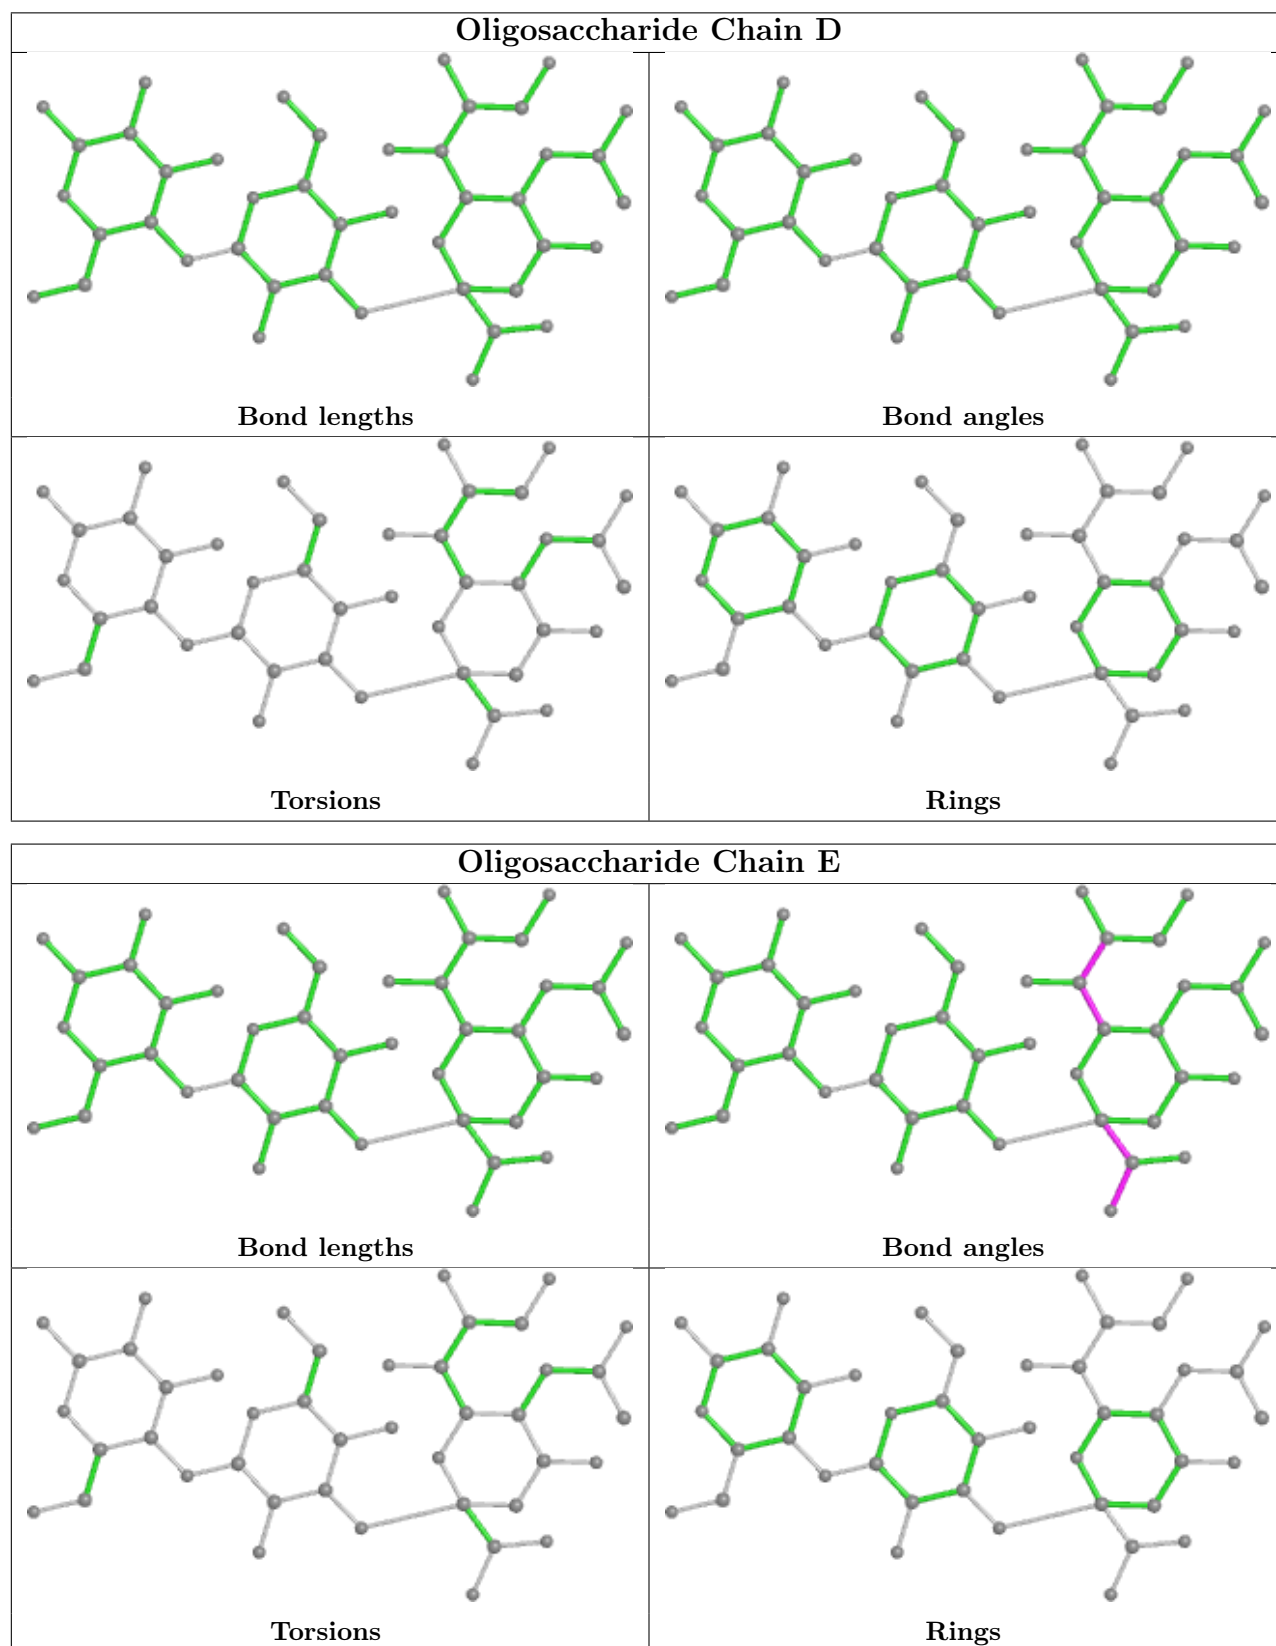 Oligosaccharide Chain D
Bond lengths
Bond angles
Torsions
Rings
Oligosaccharide Chain E
Bond lengths
Bond angles
Torsions
Rings